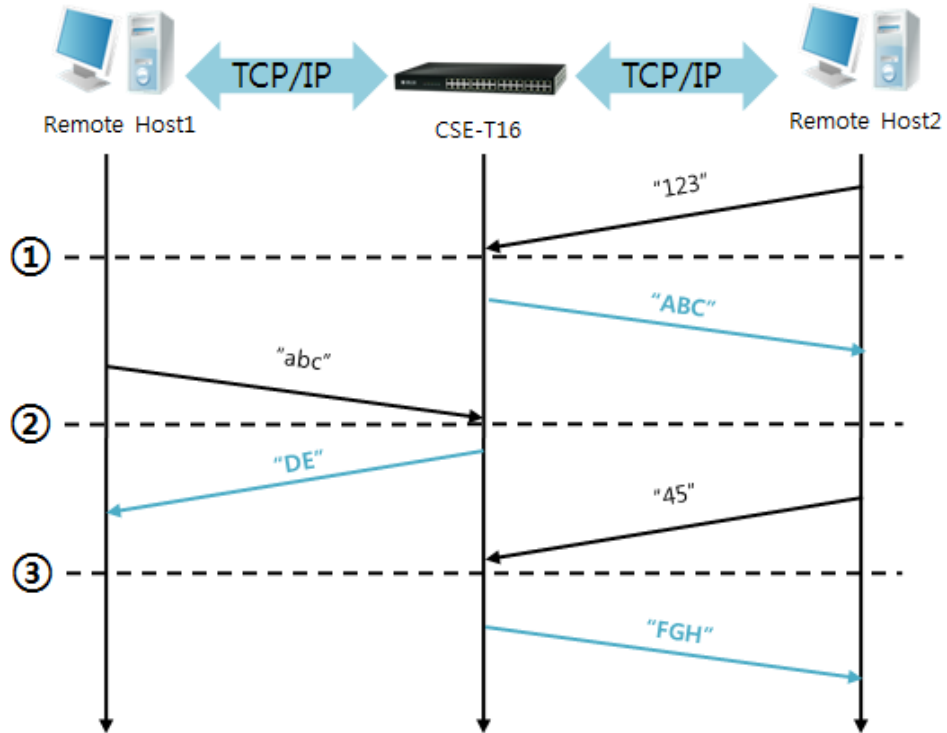 TCP/IP
TCP/IP
Remote Host1
CSE-T16
Remote Host2
"123"
①
"ABC"
"abc"
②
"DE"
"45"
③
"FGH"